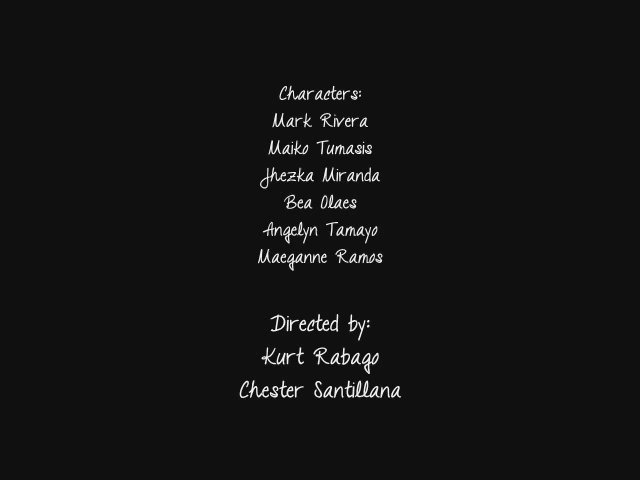 Characters:
Mark Rivera
Maiko Tumasis
Jhezka Miranda
Bea Olaes
Angelyn Tamayo
Maeganne Ramos
Directed by:
Kurt Rabago
Chester Santillana